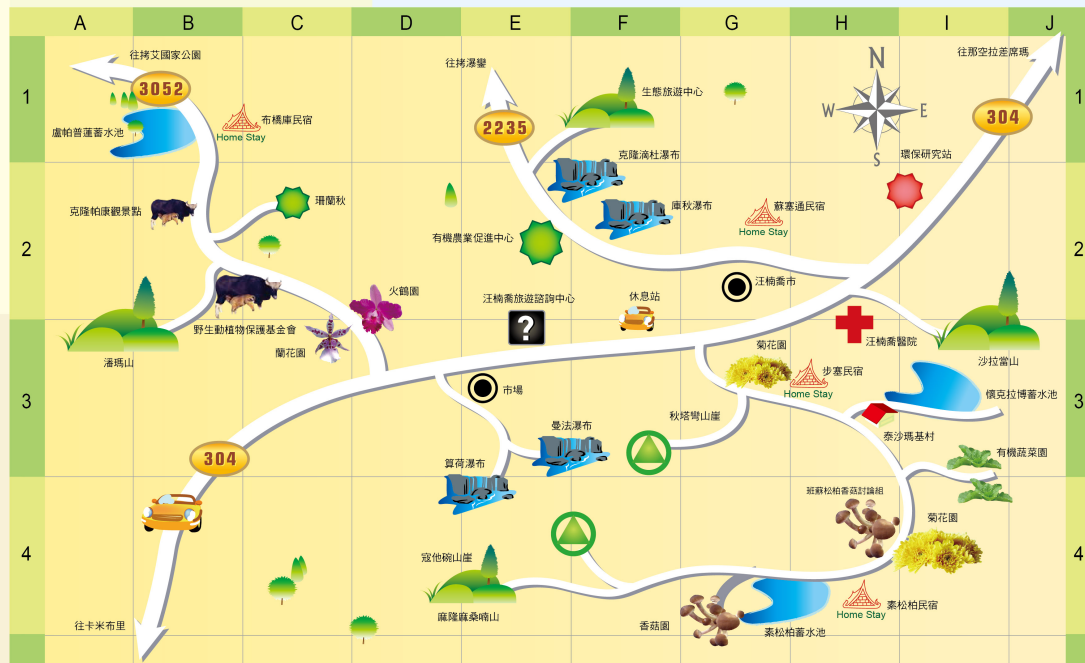 A B C D E F G H I J
往拷艾國家公園
往拷瀑鑾
往那空拉差席瑪
N
1
3052
生態旅遊中心
1
盧帕普蓮蓄水池
布橋庫民宿
Home Stay
2235
W
E
304
S
克隆滴杜瀑布
環保研究站
克隆帕康觀景點
珊蘭秋
庫秋瀑布
蘇塞通民宿
Home Stay
2
有機農業促進中心
2
汪楠喬市
火鶴園
汪楠喬旅遊諮詢中心
休息站
?
野生動植物保護基金會
蘭花園
汪楠喬醫院
潘瑪山
沙拉當山
菊花園
步塞民宿
Home Stay
3
市場
懷克拉博蓄水池
3
秋塔彎山崖
曼法瀑布
泰沙瑪基村
304
算荷瀑布
有機蔬菜園
班蘇松柏香菇討論組
菊花園
4
寇他碗山崖
4
麻隆麻桑喃山
素松柏民宿
Home Stay
往卡米布里
香菇園
素松柏蓄水池